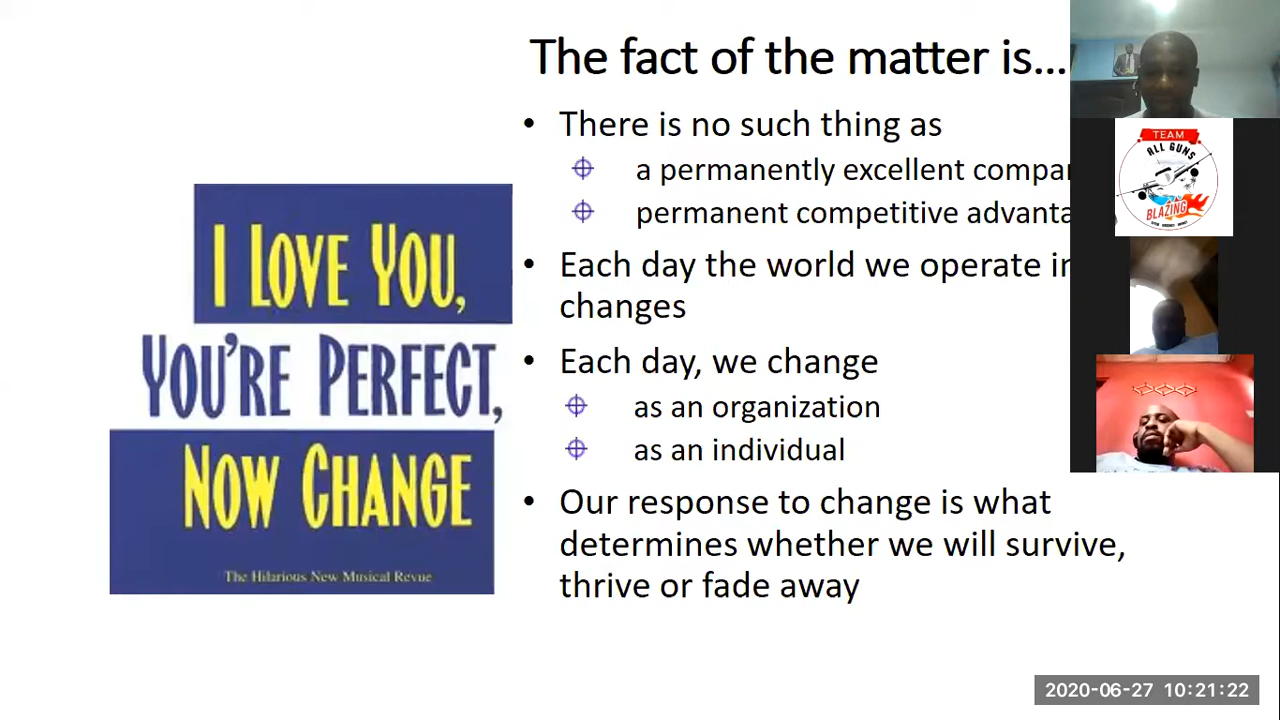 The fact of the matter is...
There is no such thing as
a permanently excellent
permanent competitive
Each day the world we operate
changes
Each day, we change
as an organization
as an individual
Our response to change is what
determines whether we will survive,
thrive or fade away
I LOVE YOU,
YOU'RE PERFECT,
NOW CHANGE
The Hilarious New Musical Revue
TEAM
ALL GUNS
BLAZING
2020-06-27 10:21:22